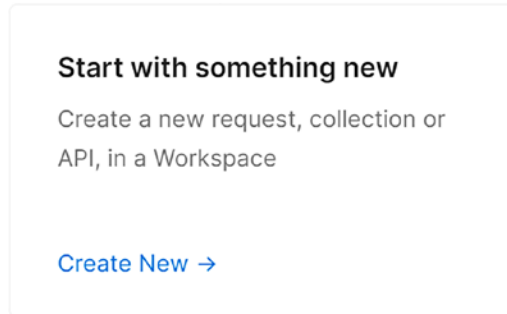 Start with something new
Create a new request, collection or
API, in a Workspace
Create New →